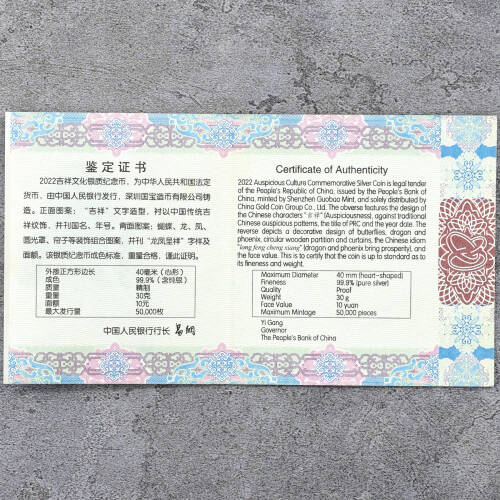 鉴定证书
2022吉祥文化银质纪念币，为中华人民共和国法定
货币，由中国人民银行发行，深圳国宝造币有限公司铸
造。正面图案：“吉祥”文字造型，衬以中国传统吉
祥纹饰，并刊国名、年号。背面图案：蝴蝶、龙、凤、
圆光罩、帘子等装饰组合图案，并刊“龙凤呈祥”字样及
面额。该银质纪念币成色标准，重量合格，谨此证明。
外接正方形边长 40毫米（心形）
成色 99.9%（含纯银）
质量 精制
重量 30克
面额 10元
最大发行量 50,000枚
中国人民银行行长 易纲
Certificate of Authenticity
2022 Auspicious Culture Commemorative Silver Coin is legal tender
of the People's Republic of China, issued by the People's Bank of
China, minted by Shenzhen Guobao Mint, and solely distributed by
China Gold Coin Group Co., Ltd. The obverse features the design of
the Chinese characters "吉祥" (Auspiciousness), against traditional
Chinese auspicious patterns, the title of PRC and the year date. The
reverse depicts a decorative design of butterflies, dragon and
phoenix, circular wooden partition and curtains, the Chinese idiom
"long feng cheng xiang" (dragon and phoenix bring prosperity), and
the face value. This is to certify that the coin is up to standard as to
its fineness and weight.
Maximum Diameter 40 mm (heart-shaped)
Fineness 99.9% (pure silver)
Quality Proof
Weight 30 g
Face Value 10 yuan
Maximum Mintage 50,000 pieces
Yi Gang
Governor
The People's Bank of China